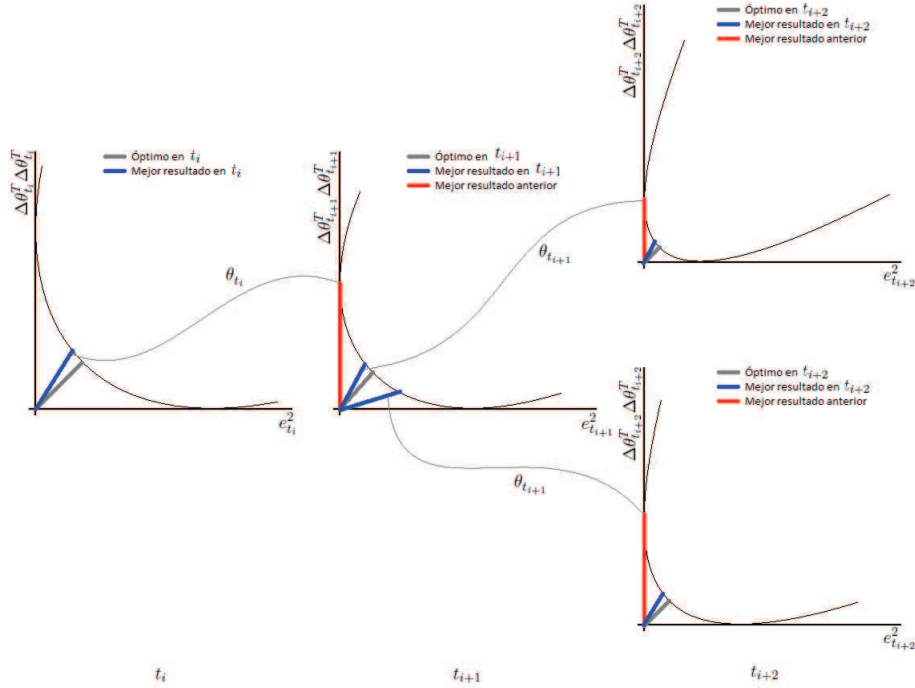 Óptimo en t_{i+2}
Mejor resultado en t_{i+2}
Mejor resultado anterior
Δθ^T_{t_{i+2}} Δθ^T_{t_{i+2}}
e^2_{t_{i+2}}
Óptimo en t_i
Mejor resultado en t_i
Δθ^T_{t_i} Δθ^T_{t_i}
θ_{t_i}
e^2_{t_i}
Óptimo en t_{i+1}
Mejor resultado en t_{i+1}
Mejor resultado anterior
Δθ^T_{t_{i+1}} Δθ^T_{t_{i+1}}
θ_{t_{i+1}}
e^2_{t_{i+1}}
θ_{t_{i+1}}
Óptimo en t_{i+2}
Mejor resultado en t_{i+2}
Mejor resultado anterior
Δθ^T_{t_{i+2}} Δθ^T_{t_{i+2}}
e^2_{t_{i+2}}
t_i t_{i+1} t_{i+2}